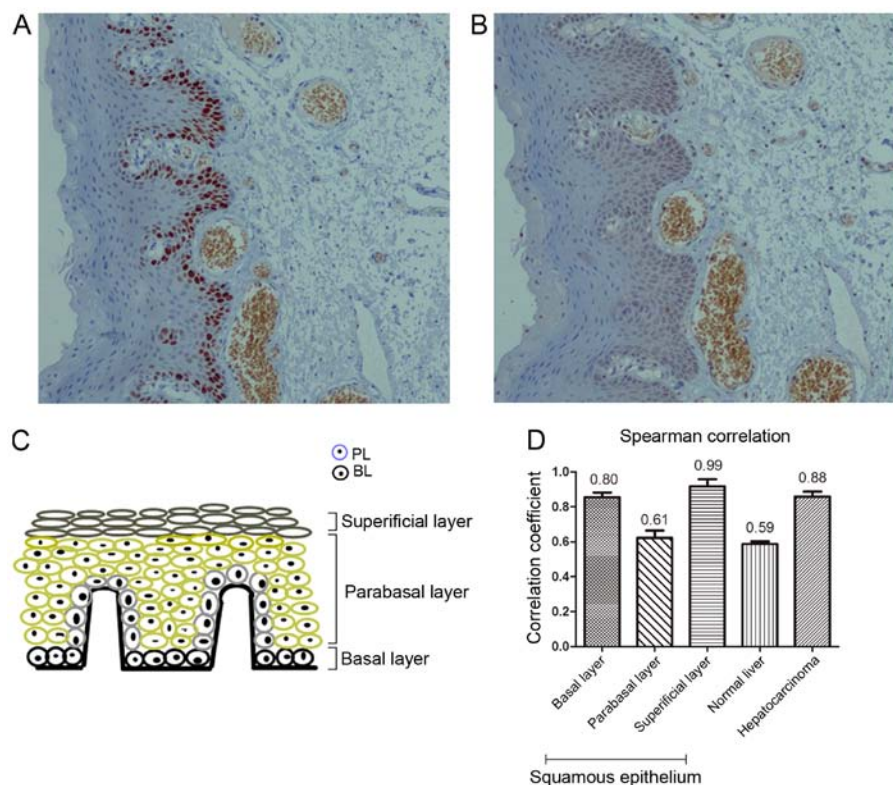 A
B
C
PL
BL
Superificial layer
Parabasal layer
Basal layer
D
Spearman correlation
Correlation coefficient
1.0
0.8
0.6
0.4
0.2
0.0
0.80
0.61
0.99
0.59
0.88
Basal layer
Parabasal layer
Superificial layer
Normal liver
Hepatocarcinoma
Squamous epithelium